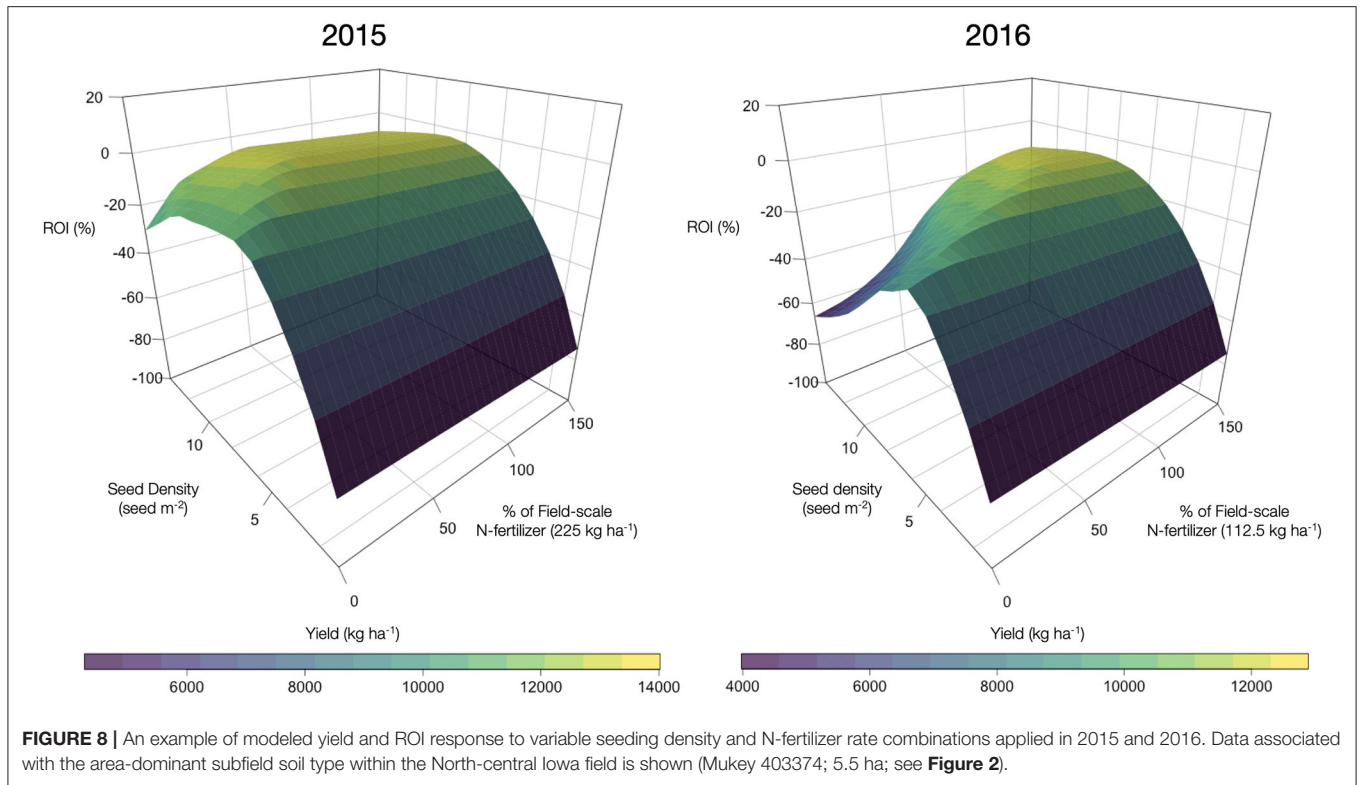 2015
20
0
-20
ROI (%)
-40
-60
-80
-100
10
Seed Density
(seed m⁻²)
5
0
50
100
150
% of Field-scale
N-fertilizer (225 kg ha⁻¹)
Yield (kg ha⁻¹)
6000 8000 10000 12000 14000
2016
20
0
-20
ROI (%)
-40
-60
-80
-100
10
Seed density
(seed m⁻²)
5
0
50
100
150
% of Field-scale
N-fertilizer (112.5 kg ha⁻¹)
Yield (kg ha⁻¹)
4000 6000 8000 10000 12000
FIGURE 8 | An example of modeled yield and ROI response to variable seeding density and N-fertilizer rate combinations applied in 2015 and 2016. Data associated
with the area-dominant subfield soil type within the North-central Iowa field is shown (Mukey 403374; 5.5 ha; see Figure 2).